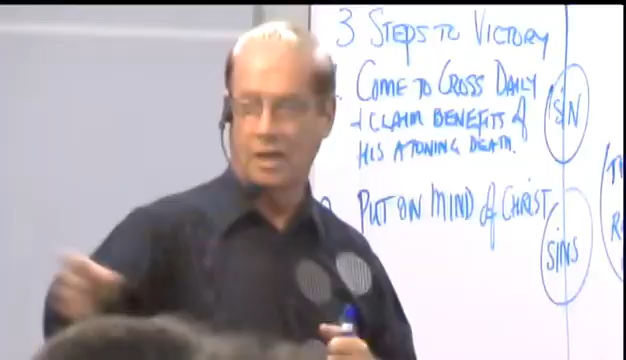 3 STEPS TO VICTORY
COME TO CROSS DAILY
& CLAIM BENEFITS of
HIS ATONING DEATH.
SIN
PUT ON MIND of CHRIST
SINS